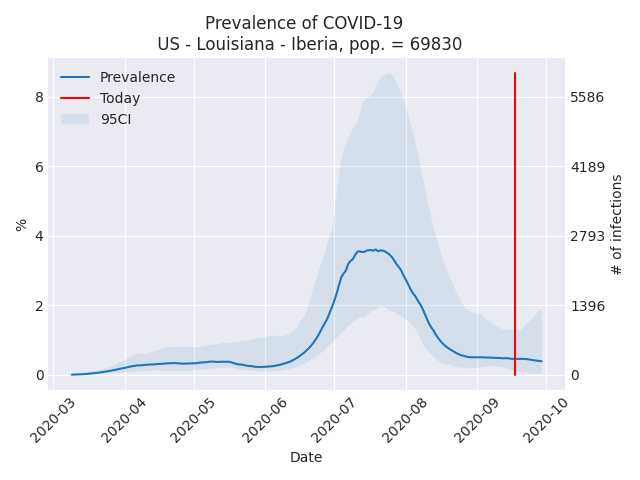 Prevalence of COVID-19
US - Louisiana - Iberia, pop. = 69830
Prevalence
Today
95CI
8
6
4
2
0
%
5586
4189
2793
1396
0
# of infections
2020-03
2020-04
2020-05
2020-06
2020-07
2020-08
2020-09
2020-10
Date